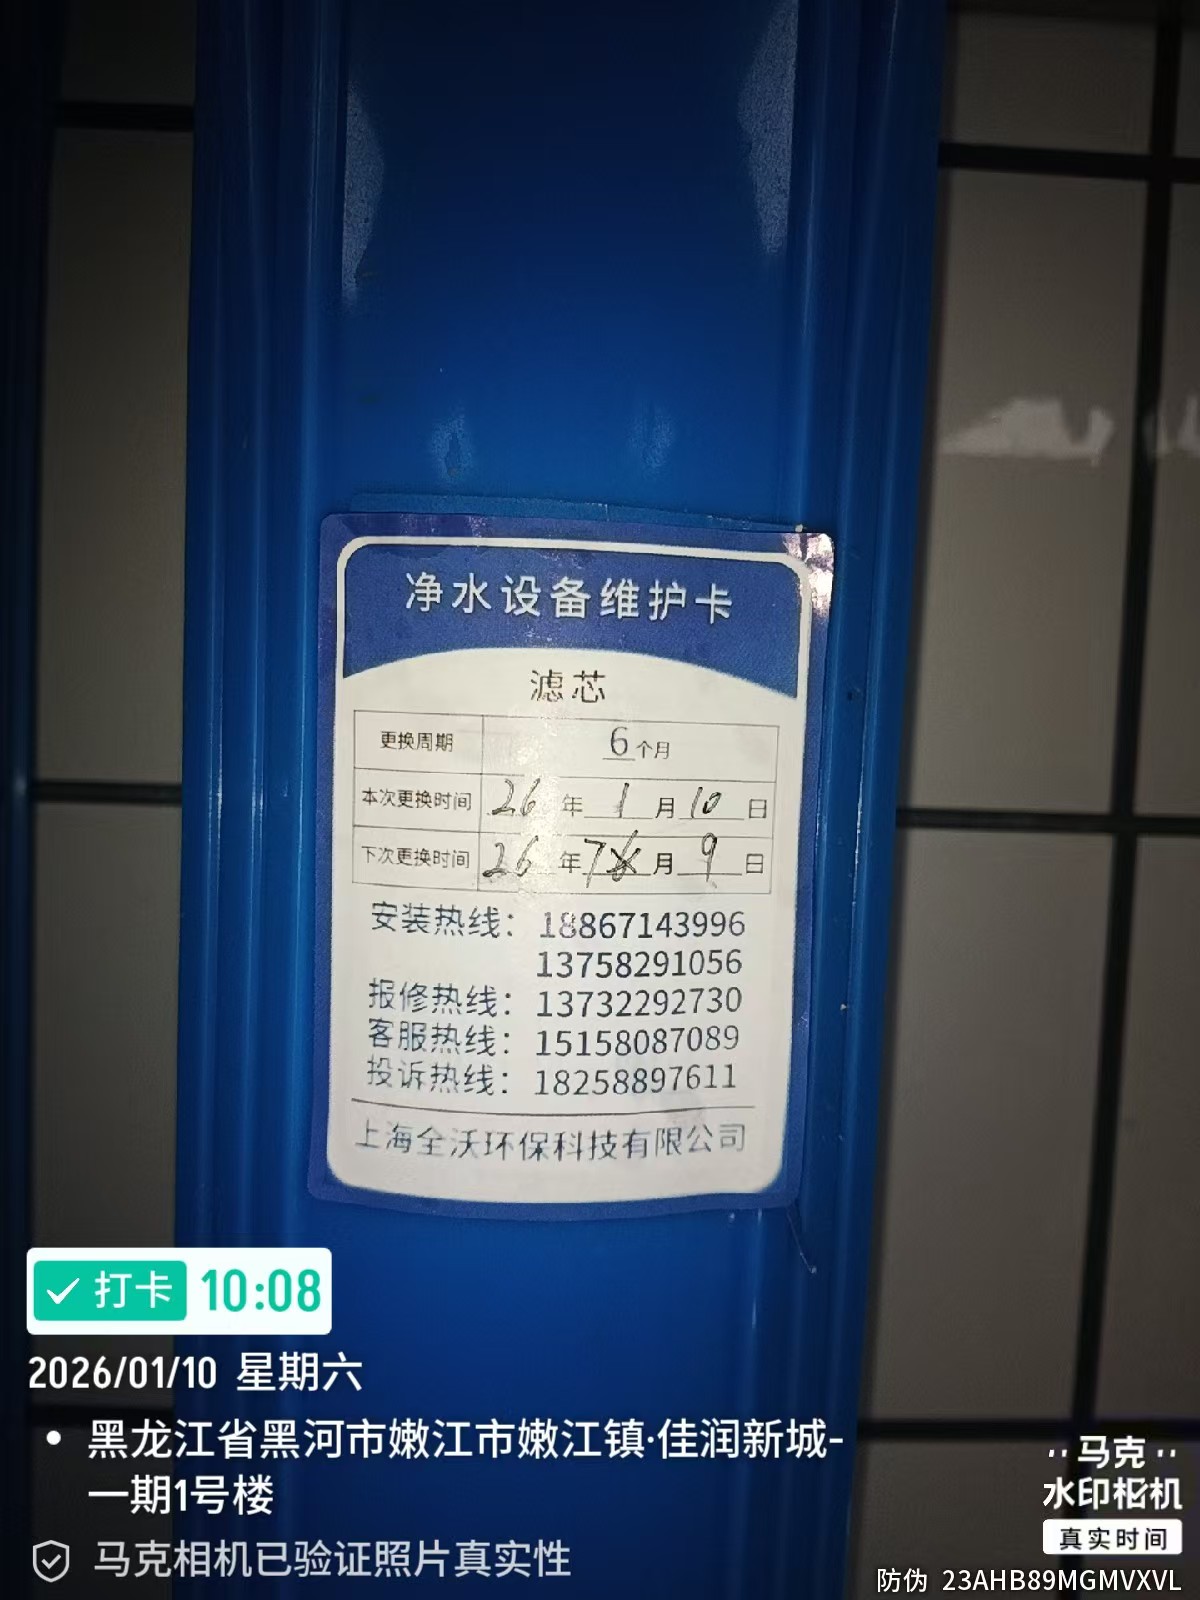 净水设备维护卡
滤芯
更换周期 6个月
本次更换时间 26年1月10日
下次更换时间 26年7月9日
安装热线：18867143996
13758291056
报修热线：13732292730
客服热线：15158087089
投诉热线：18258897611
上海全沃环保科技有限公司
打卡 10:08
2026/01/10 星期六
黑龙江省黑河市嫩江市嫩江镇·佳润新城-
一期1号楼
马克相机已验证照片真实性
马克
水印相机
真实时间
防伪 23AHB89MGMVXVL